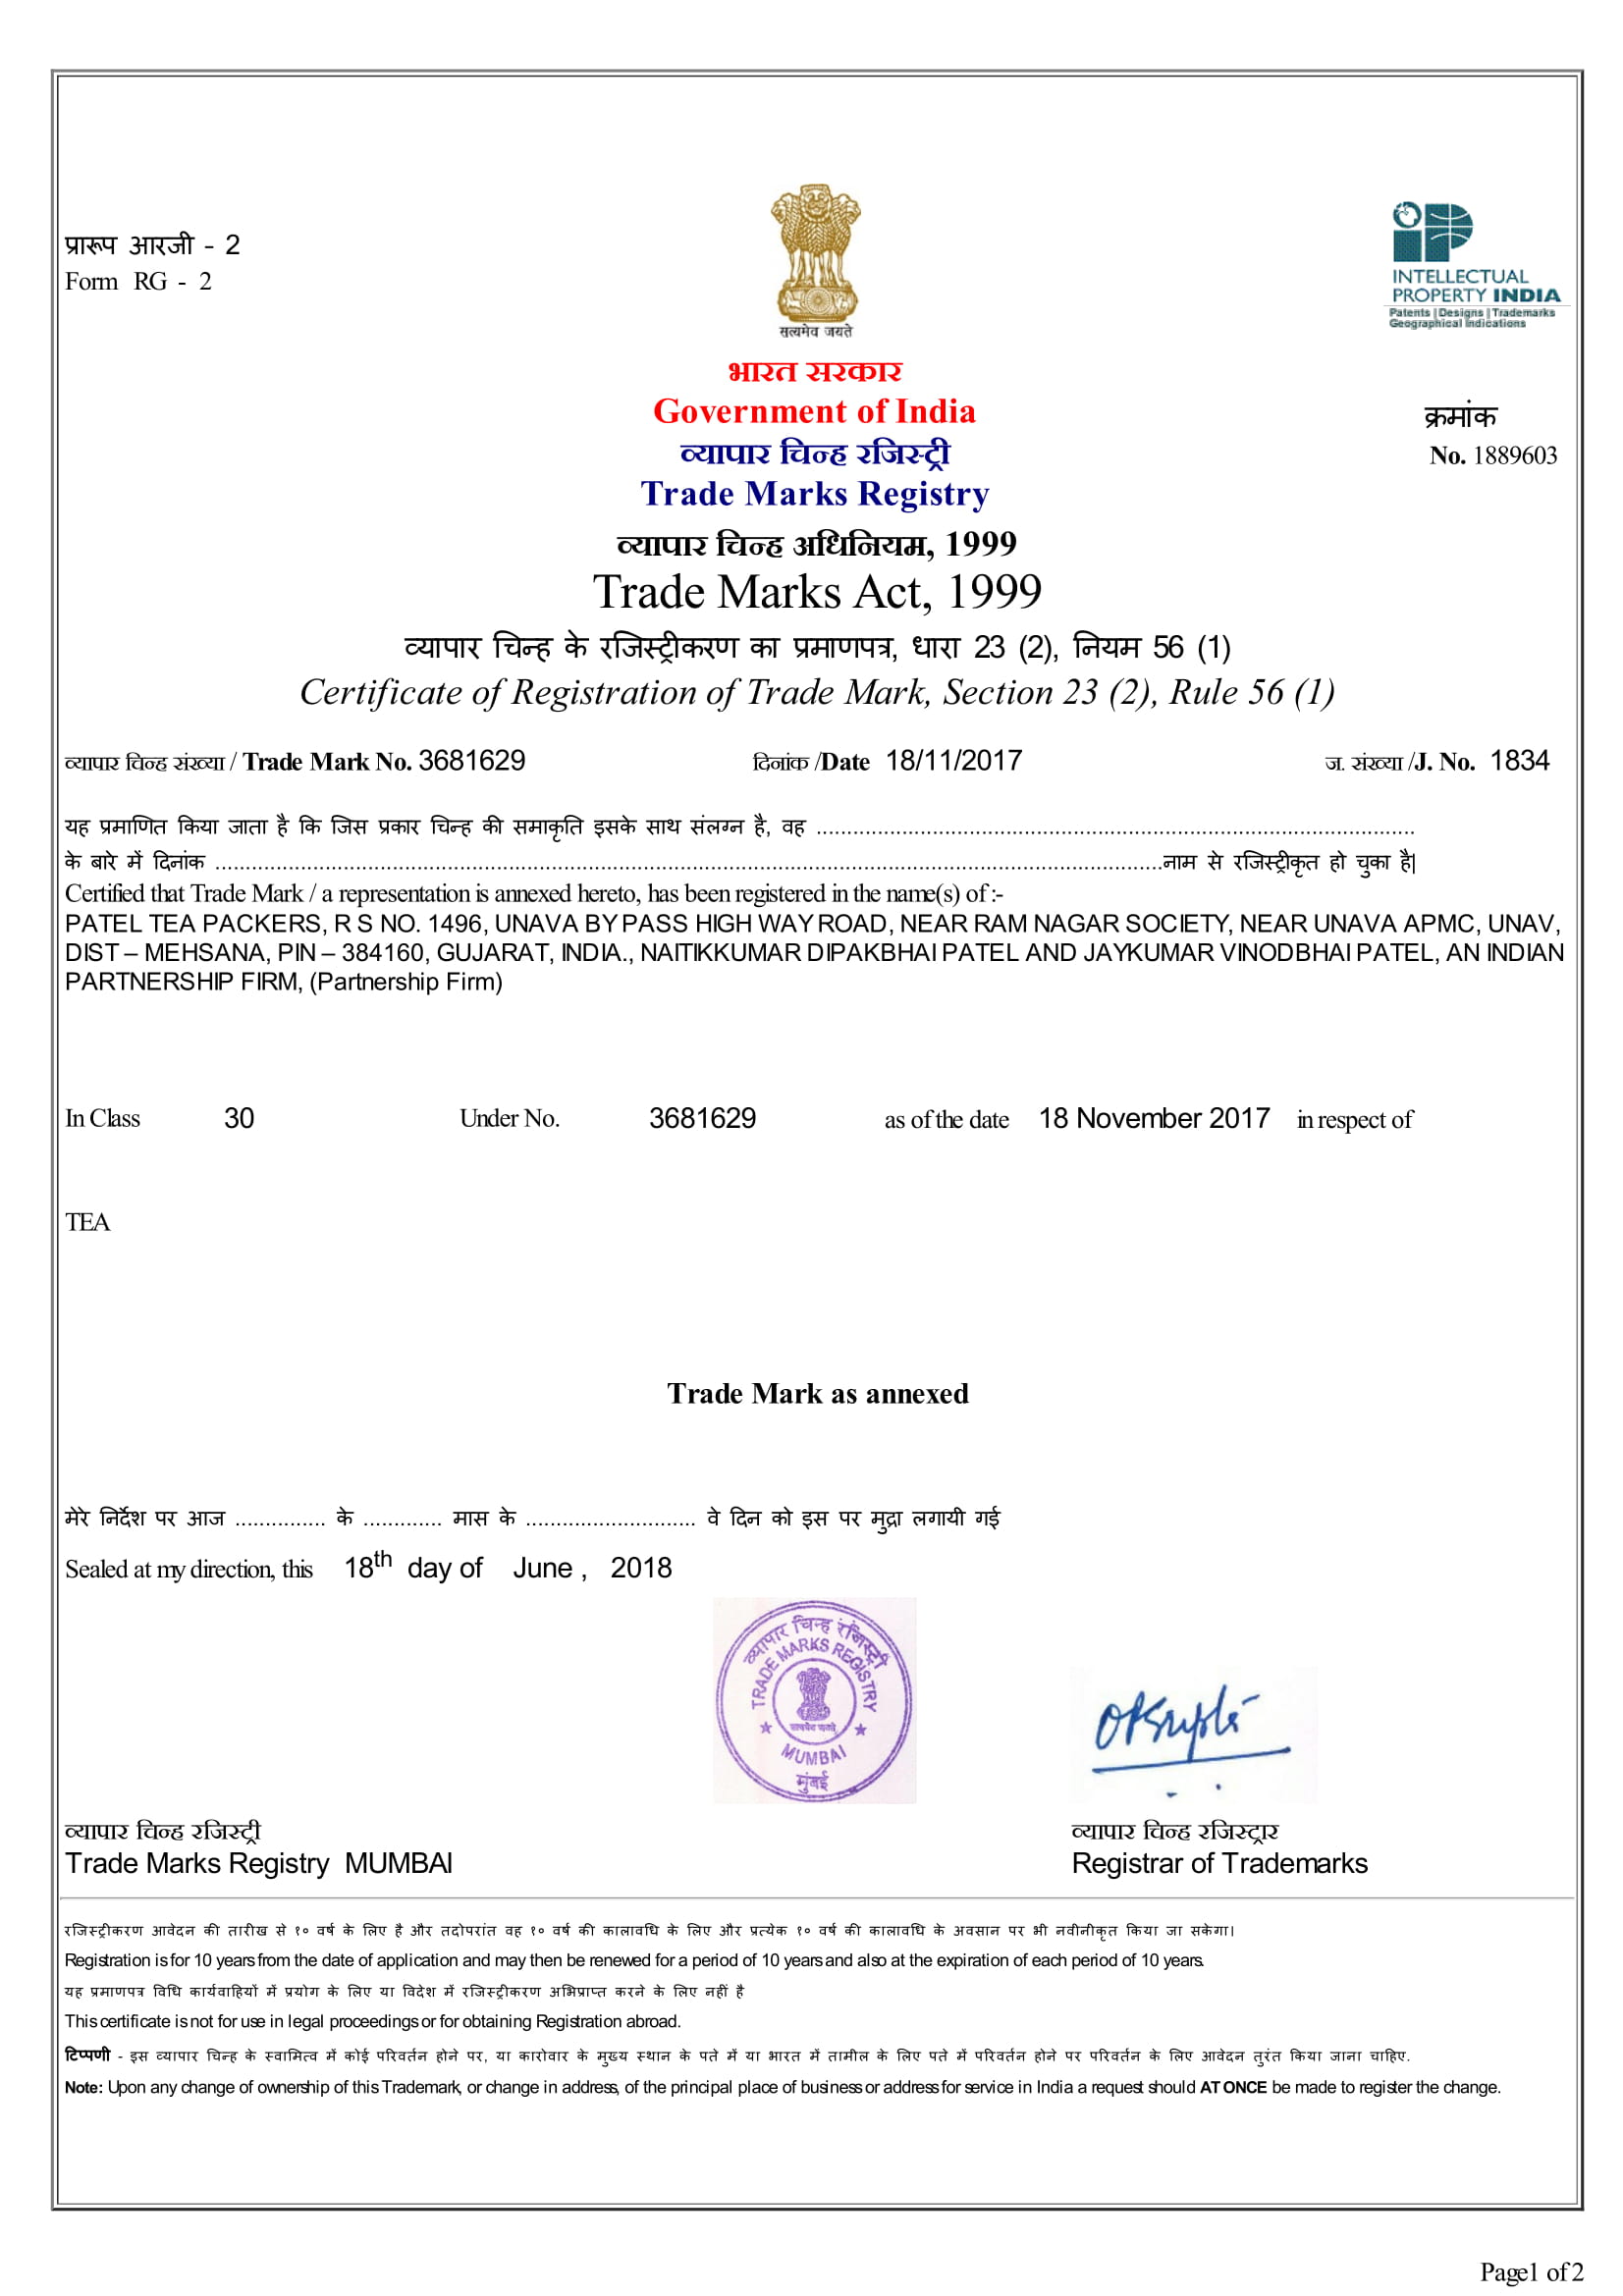 प्रारूप आरजी - 2
Form RG - 2
सत्यमेव जयते
INTELLECTUAL
PROPERTY INDIA
Patents | Designs | Trademarks
Geographical Indications
भारत सरकार
Government of India
व्यापार चिन्ह रजिस्ट्री
Trade Marks Registry
क्रमांक
No. 1889603
व्यापार चिन्ह अधिनियम, 1999
Trade Marks Act, 1999
व्यापार चिन्ह के रजिस्ट्रीकरण का प्रमाणपत्र, धारा 23 (2), नियम 56 (1)
Certificate of Registration of Trade Mark, Section 23 (2), Rule 56 (1)
व्यापार चिन्ह संख्या / Trade Mark No. 3681629 दिनांक /Date 18/11/2017 ज. संख्या /J. No. 1834
यह प्रमाणित किया जाता है कि जिस प्रकार चिन्ह की समाकृति इसके साथ संलग्न है, वह ....................................................................................................
के बारे में दिनांक ..............................................................................................................................................................नाम से रजिस्ट्रीकृत हो चुका है|
Certified that Trade Mark / a representation is annexed hereto, has been registered in the name(s) of :-
PATEL TEA PACKERS, R S NO. 1496, UNAVA BY PASS HIGH WAY ROAD, NEAR RAM NAGAR SOCIETY, NEAR UNAVA APMC, UNAV,
DIST – MEHSANA, PIN – 384160, GUJARAT, INDIA., NAITIKKUMAR DIPAKBHAI PATEL AND JAYKUMAR VINODBHAI PATEL, AN INDIAN
PARTNERSHIP FIRM, (Partnership Firm)
In Class 30 Under No. 3681629 as of the date 18 November 2017 in respect of
TEA
Trade Mark as annexed
मेरे निर्देश पर आज ............... के ............. मास के ............................ वे दिन को इस पर मुद्रा लगायी गई
Sealed at my direction, this 18th day of June , 2018
व्यापार चिन्ह रजिस्ट्री
TRADE MARKS REGISTRY
सत्यमेव जयते
MUMBAI
मुंबई
व्यापार चिन्ह रजिस्ट्री
Trade Marks Registry MUMBAI
व्यापार चिन्ह रजिस्ट्रार
Registrar of Trademarks
रजिस्ट्रीकरण आवेदन की तारीख से १० वर्ष के लिए है और तदोपरांत वह १० वर्ष की कालावधि के लिए और प्रत्येक १० वर्ष की कालावधि के अवसान पर भी नवीनीकृत किया जा सकेगा।
Registration is for 10 years from the date of application and may then be renewed for a period of 10 years and also at the expiration of each period of 10 years.
यह प्रमाणपत्र विधि कार्यवाहियों में प्रयोग के लिए या विदेश में रजिस्ट्रीकरण अभिप्राप्त करने के लिए नहीं है
This certificate is not for use in legal proceedings or for obtaining Registration abroad.
टिप्पणी - इस व्यापार चिन्ह के स्वामित्व में कोई परिवर्तन होने पर, या कारोवार के मुख्य स्थान के पते में या भारत में तामील के लिए पते में परिवर्तन होने पर परिवर्तन के लिए आवेदन तुरंत किया जाना चाहिए.
Note: Upon any change of ownership of this Trademark, or change in address, of the principal place of business or address for service in India a request should AT ONCE be made to register the change.
Page1 of 2